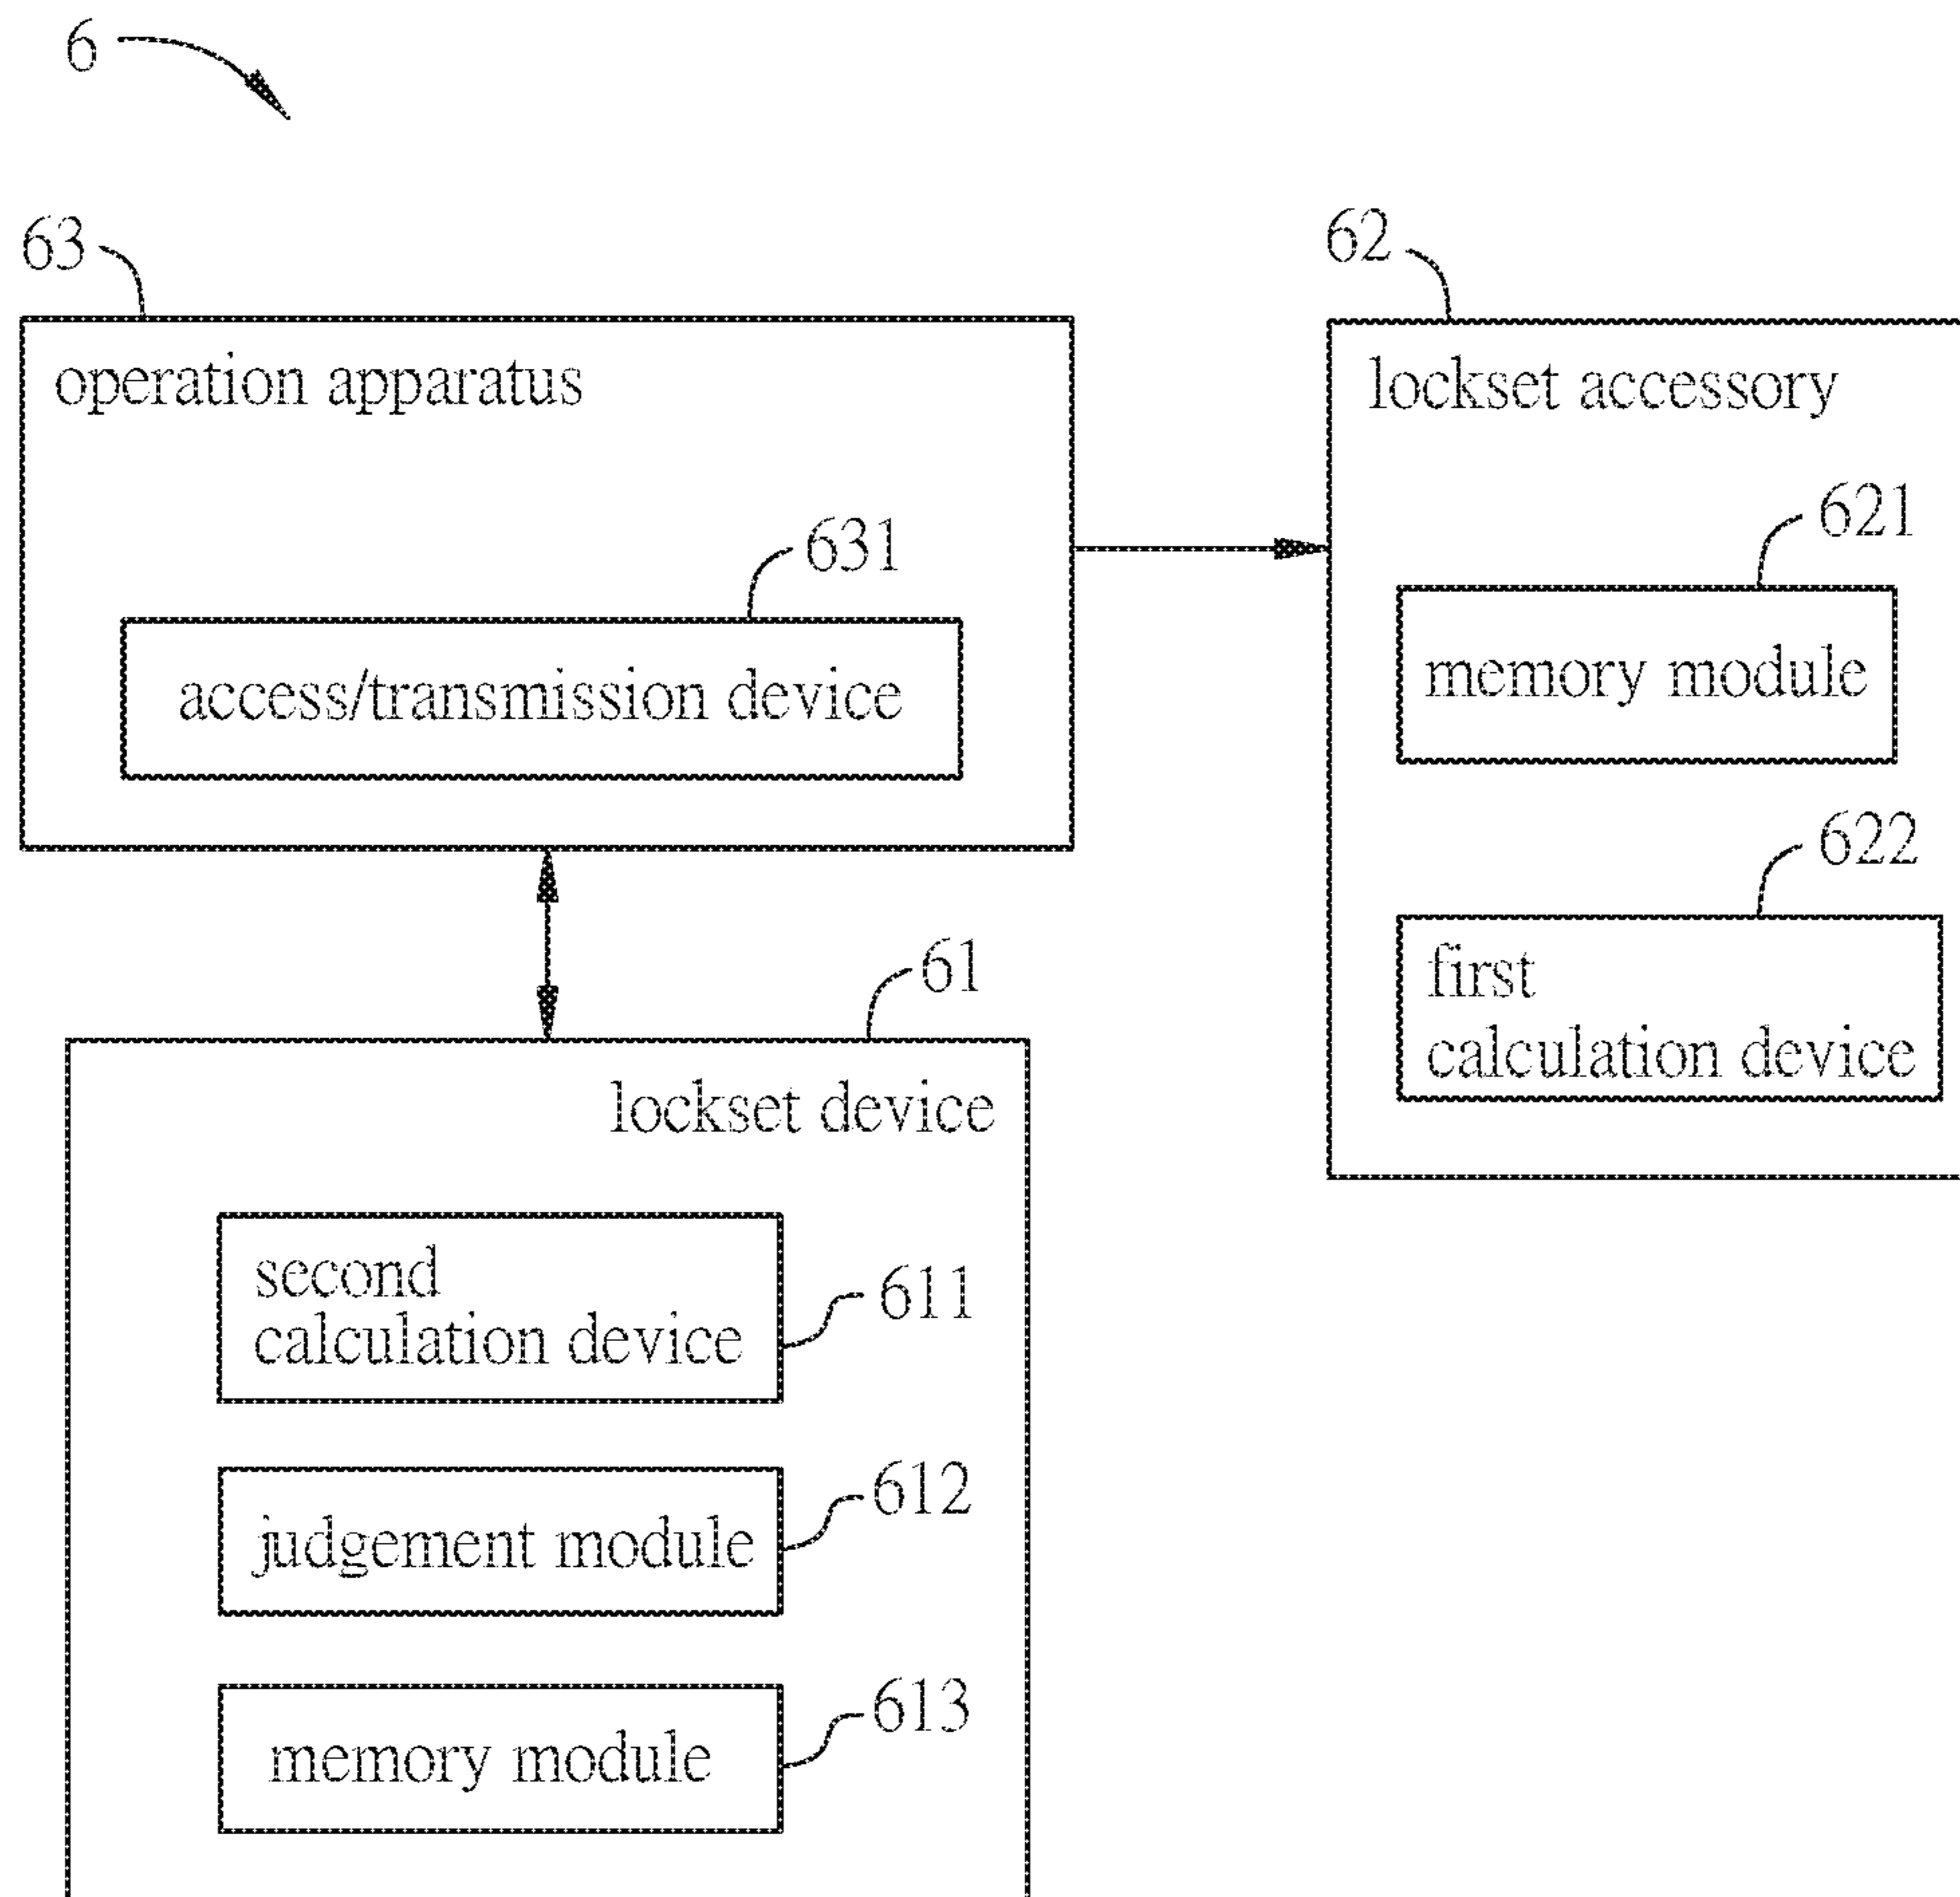 6
63
operation apparatus
631
access/transmission device
62
lockset accessory
621
memory module
622
first
calculation device
61
lockset device
second
calculation device
611
judgement module
612
memory module
613